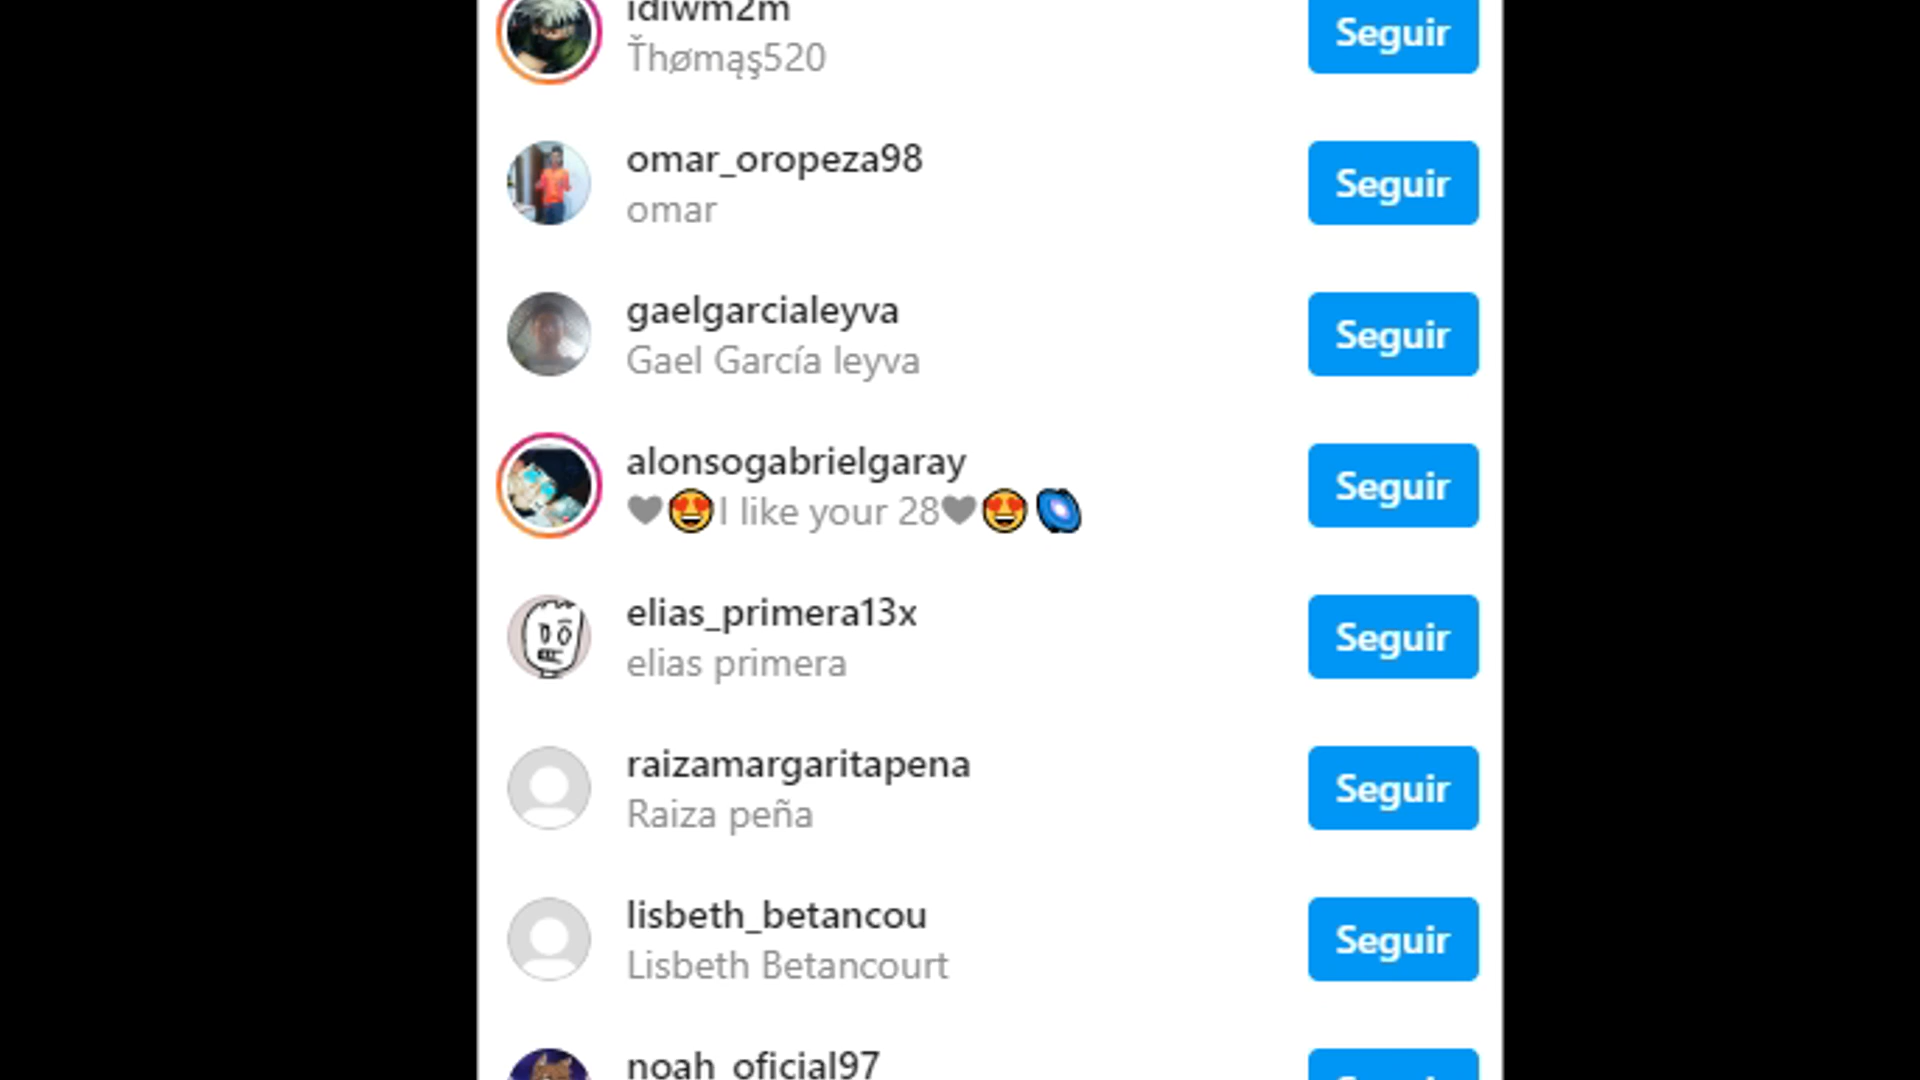 idiwm2m
Ťhømąş520
Seguir
omar_oropeza98
omar
Seguir
gaelgarcialeyva
Gael García leyva
Seguir
alonsogabrielgaray
🖤😍I like your 28🖤😍🌌
Seguir
elias_primera13x
elias primera
Seguir
raizamargaritapena
Raiza peña
Seguir
lisbeth_betancou
Lisbeth Betancourt
Seguir
noah_oficial97